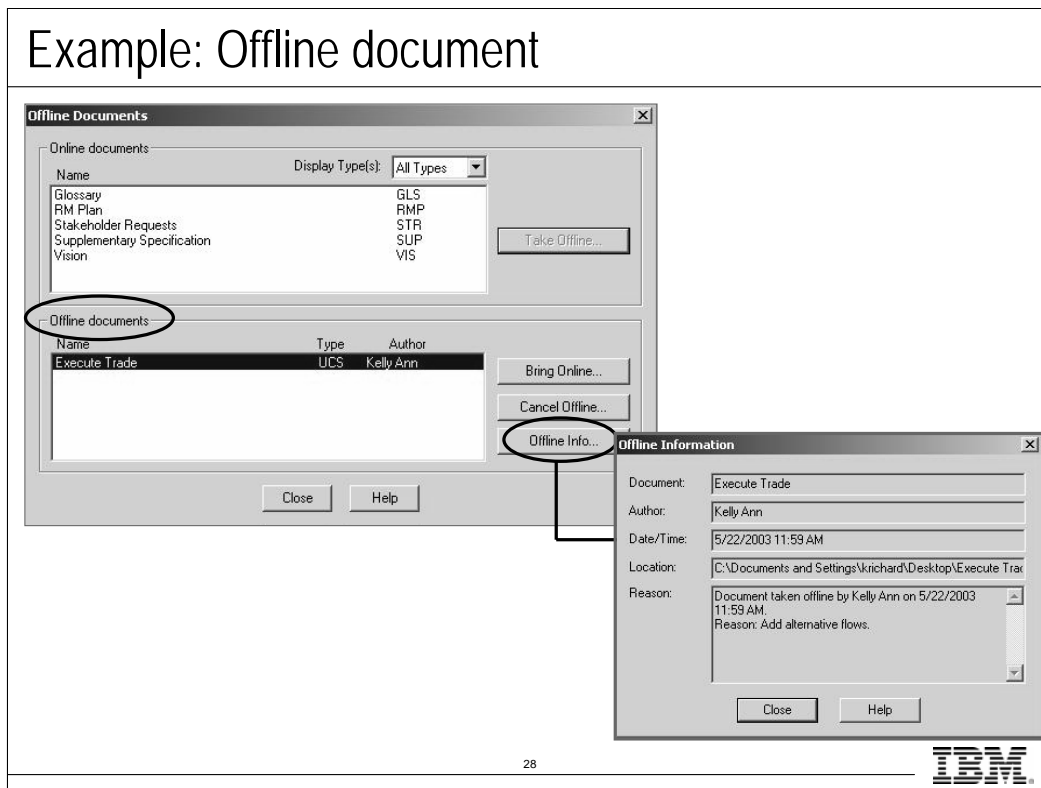 Example: Offline document
Offline Documents
Online documents
Display Type(s): All Types
Name
Glossary GLS
RM Plan RMP
Stakeholder Requests STR
Supplementary Specification SUP
Vision VIS
Take Offline...
Offline documents
Name Type Author
Execute Trade UCS Kelly Ann
Bring Online...
Cancel Offline...
Offline Info...
Close Help
Offline Information
Document: Execute Trade
Author: Kelly Ann
Date/Time: 5/22/2003 11:59 AM
Location: C:\Documents and Settings\krichard\Desktop\Execute Trac
Reason: Document taken offline by Kelly Ann on 5/22/2003
11:59 AM.
Reason: Add alternative flows.
Close Help
28
IBM